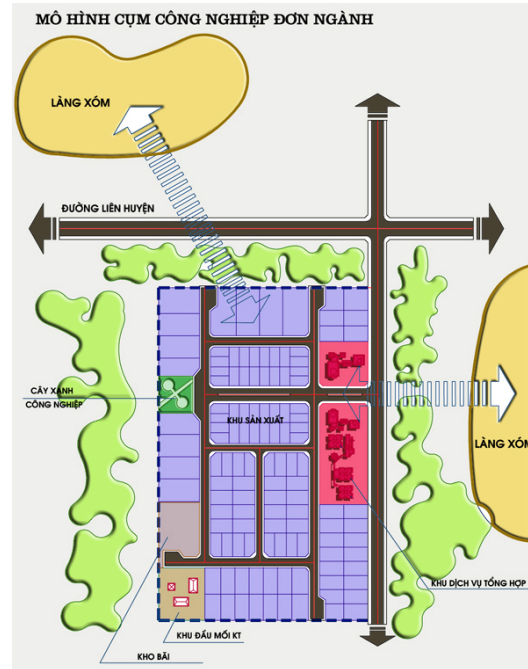 MÔ HÌNH CỤM CÔNG NGHIỆP ĐƠN NGÀNH
LÀNG XÓM
ĐƯỜNG LIÊN HUYỆN
CÂY XANH
CÔNG NGHIỆP
KHU SẢN XUẤT
LÀNG XÓM
KHU DỊCH VỤ TỔNG HỢP
KHU ĐẦU MỐI KT
KHO BÃI